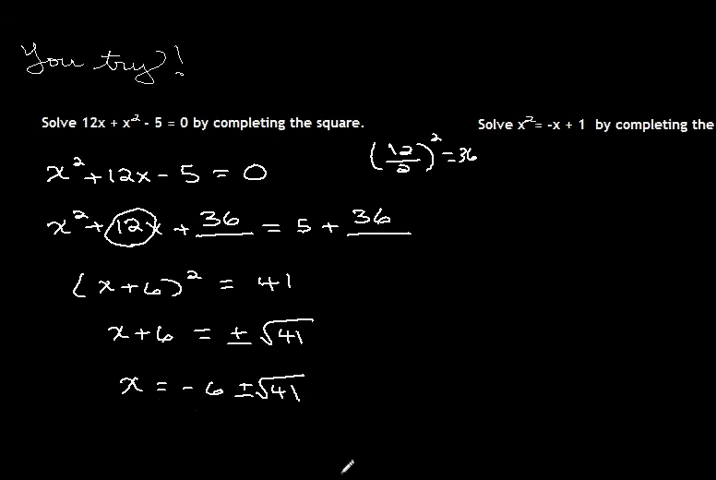 You try?!
Solve 12x + x² - 5 = 0 by completing the square.
x² + 12x - 5 = 0
x² + 12x + 36 = 5 + 36
(x + 6)² = 41
x + 6 = ± √41
x = - 6 ± √41
(12/2)² = 36
Solve x² = -x + 1 by completing the